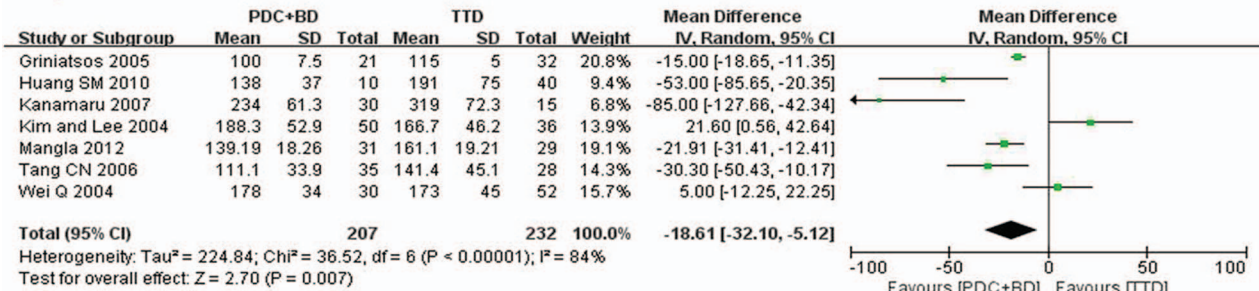 PDC+BD TTD Mean Difference Mean Difference
Study or Subgroup Mean SD Total Mean SD Total Weight IV, Random, 95% CI IV, Random, 95% CI
Griniatsos 2005 100 7.5 21 115 5 32 20.8% -15.00 [-18.65, -11.35]
Huang SM 2010 138 37 10 191 75 40 9.4% -53.00 [-85.65, -20.35]
Kanamaru 2007 234 61.3 30 319 72.3 15 6.8% -85.00 [-127.66, -42.34]
Kim and Lee 2004 188.3 52.9 50 166.7 46.2 36 13.9% 21.60 [0.56, 42.64]
Mangla 2012 139.19 18.26 31 161.1 19.21 29 19.1% -21.91 [-31.41, -12.41]
Tang CN 2006 111.1 33.9 35 141.4 45.1 28 14.3% -30.30 [-50.43, -10.17]
Wei Q 2004 178 34 30 173 45 52 15.7% 5.00 [-12.25, 22.25]
Total (95% CI) 207 232 100.0% -18.61 [-32.10, -5.12]
Heterogeneity: Tau² = 224.84; Chi² = 36.52, df = 6 (P < 0.00001); I² = 84%
Test for overall effect: Z = 2.70 (P = 0.007)
-100 -50 0 50 100
Favours [PDC+BD] Favours [TTD]